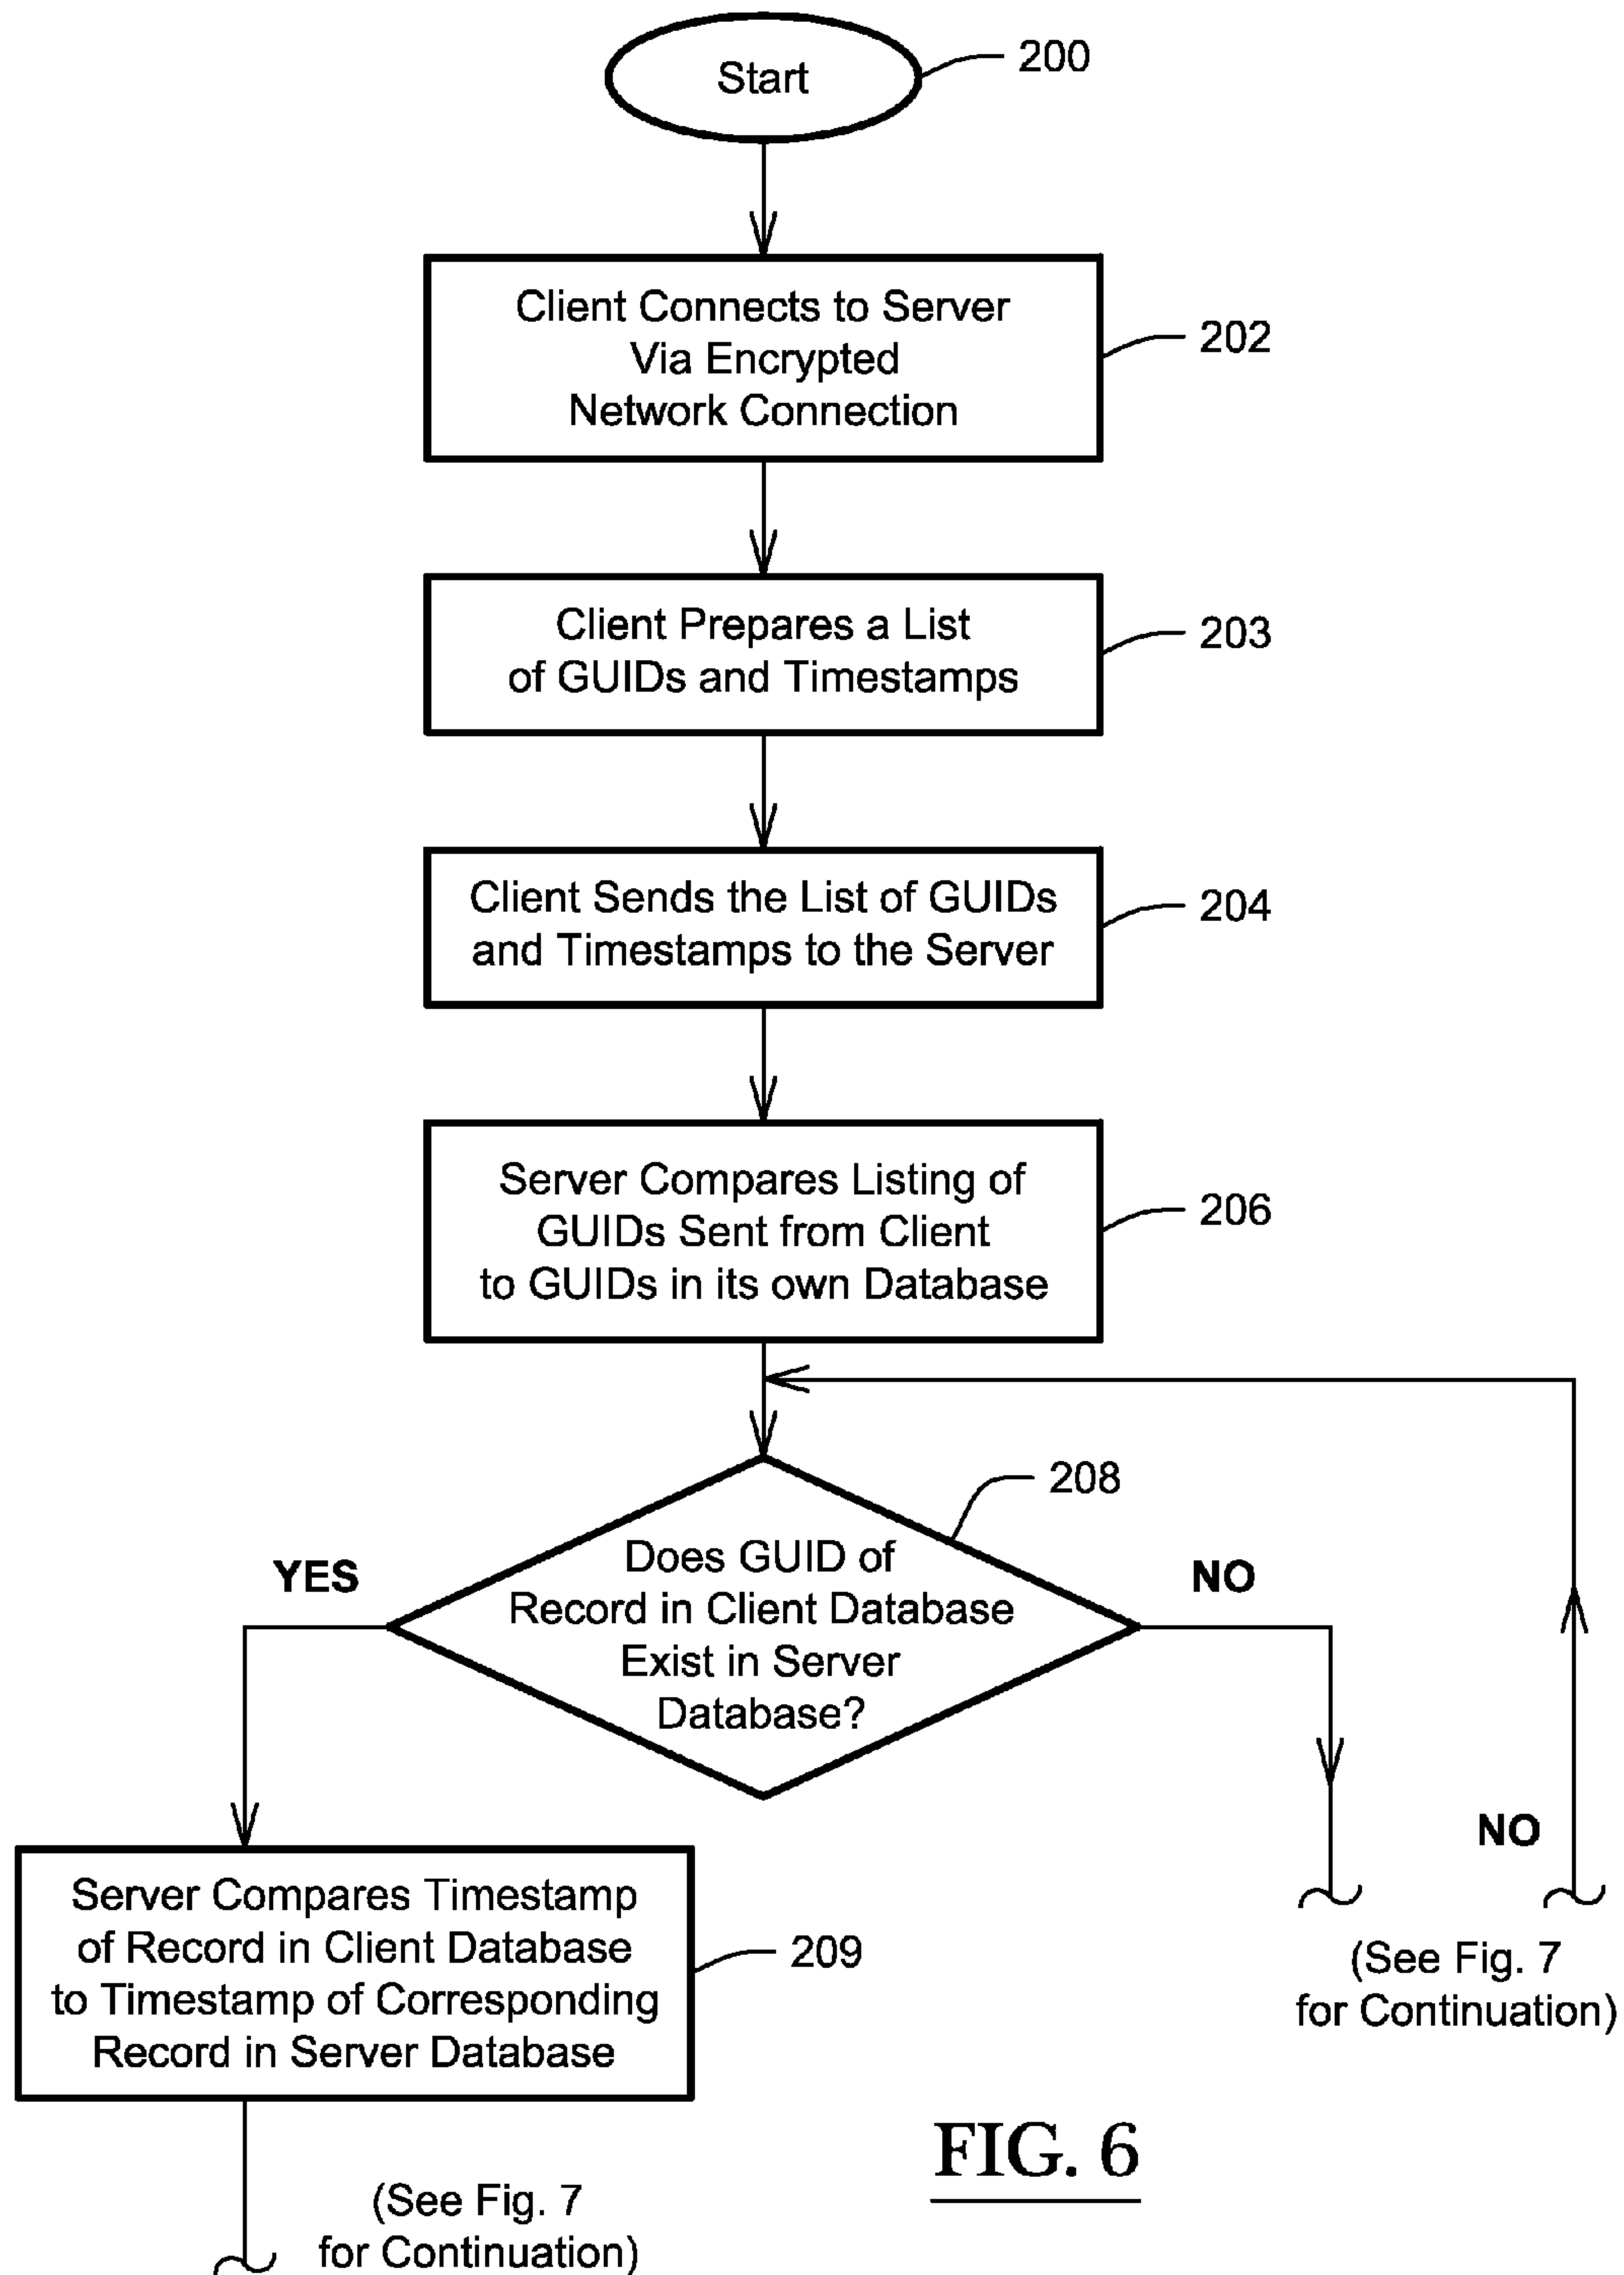 Start
200
Client Connects to Server
Via Encrypted
Network Connection
202
Client Prepares a List
of GUIDs and Timestamps
203
Client Sends the List of GUIDs
and Timestamps to the Server
204
Server Compares Listing of
GUIDs Sent from Client
to GUIDs in its own Database
206
208
YES
Does GUID of
Record in Client Database
Exist in Server
Database?
NO
NO
Server Compares Timestamp
of Record in Client Database
to Timestamp of Corresponding
Record in Server Database
209
(See Fig. 7
for Continuation)
FIG. 6
(See Fig. 7
for Continuation)